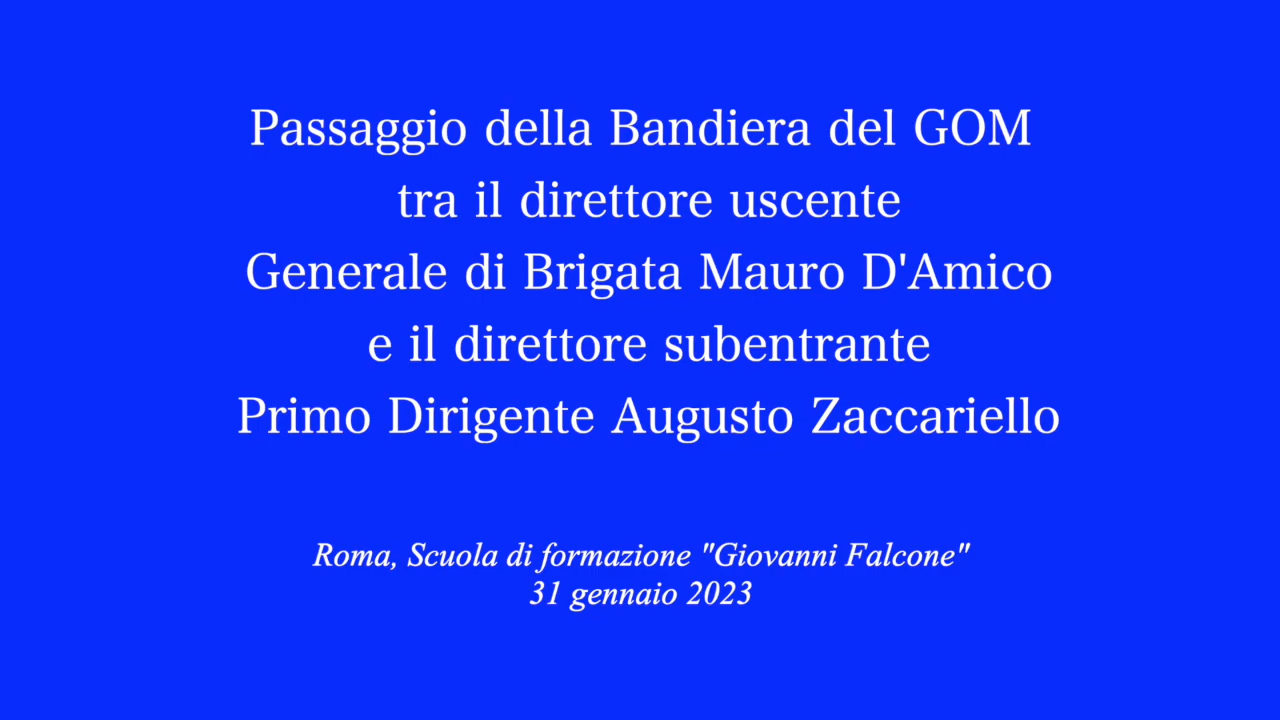 Passaggio della Bandiera del GOM
tra il direttore uscente
Generale di Brigata Mauro D'Amico
e il direttore subentrante
Primo Dirigente Augusto Zaccariello
Roma, Scuola di formazione "Giovanni Falcone"
31 gennaio 2023